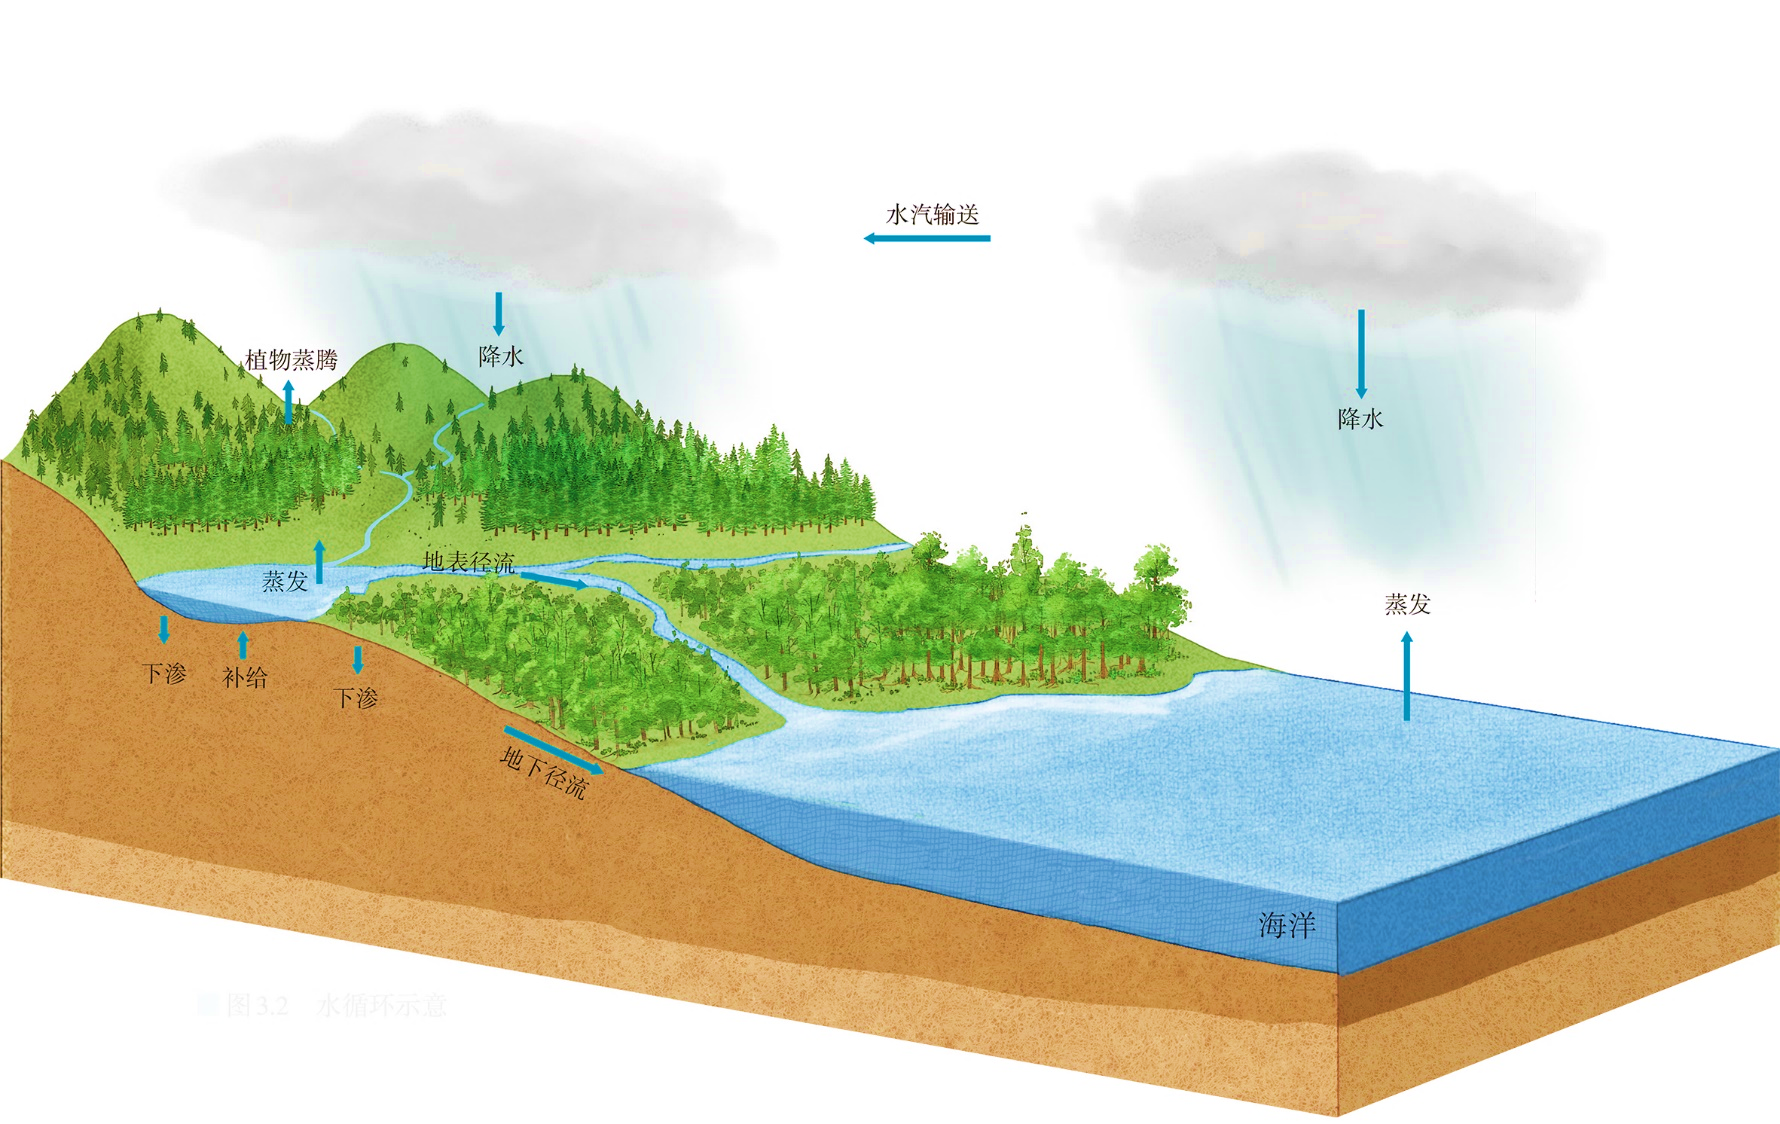 水汽输送
植物蒸腾
降水
降水
地表径流
蒸发
蒸发
下渗
补给
下渗
地下径流
海洋
图3.2 水循环示意